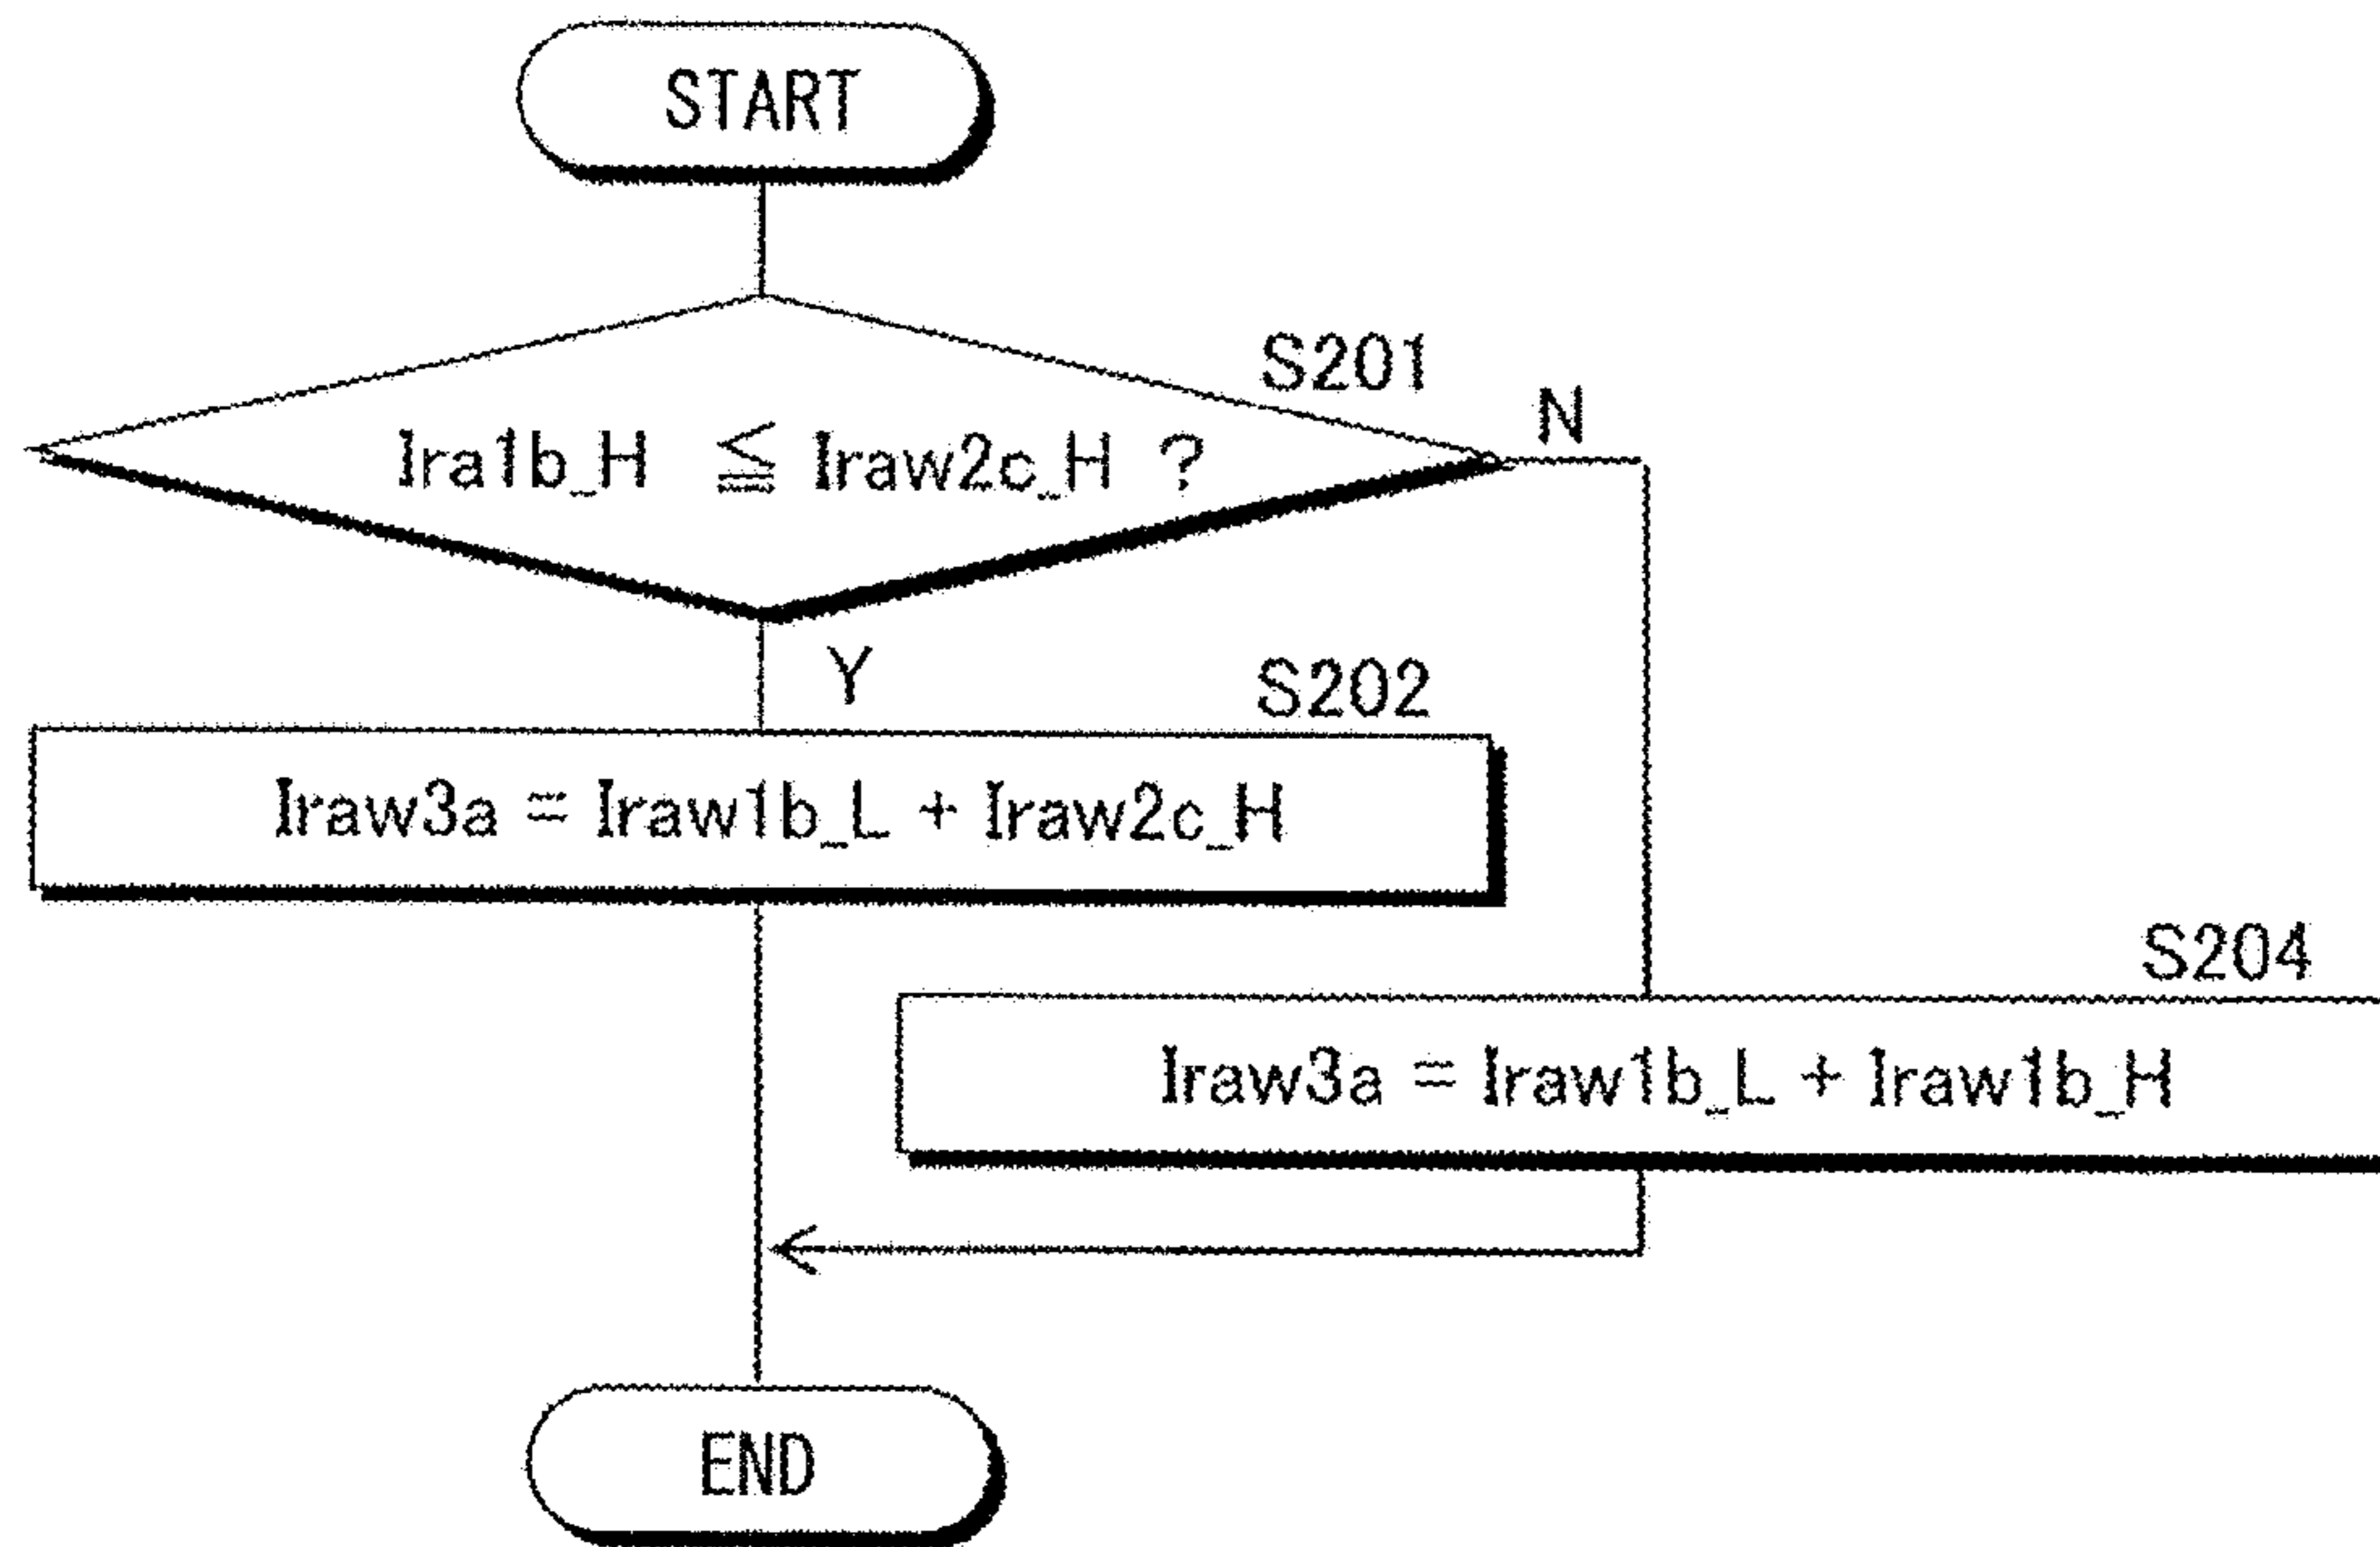 START
S201
N
Ira1b_H ≦ Iraw2c_H ?
Y
S202
Iraw3a = Iraw1b_L + Iraw2c_H
S204
Iraw3a = Iraw1b_L + Iraw1b_H
END